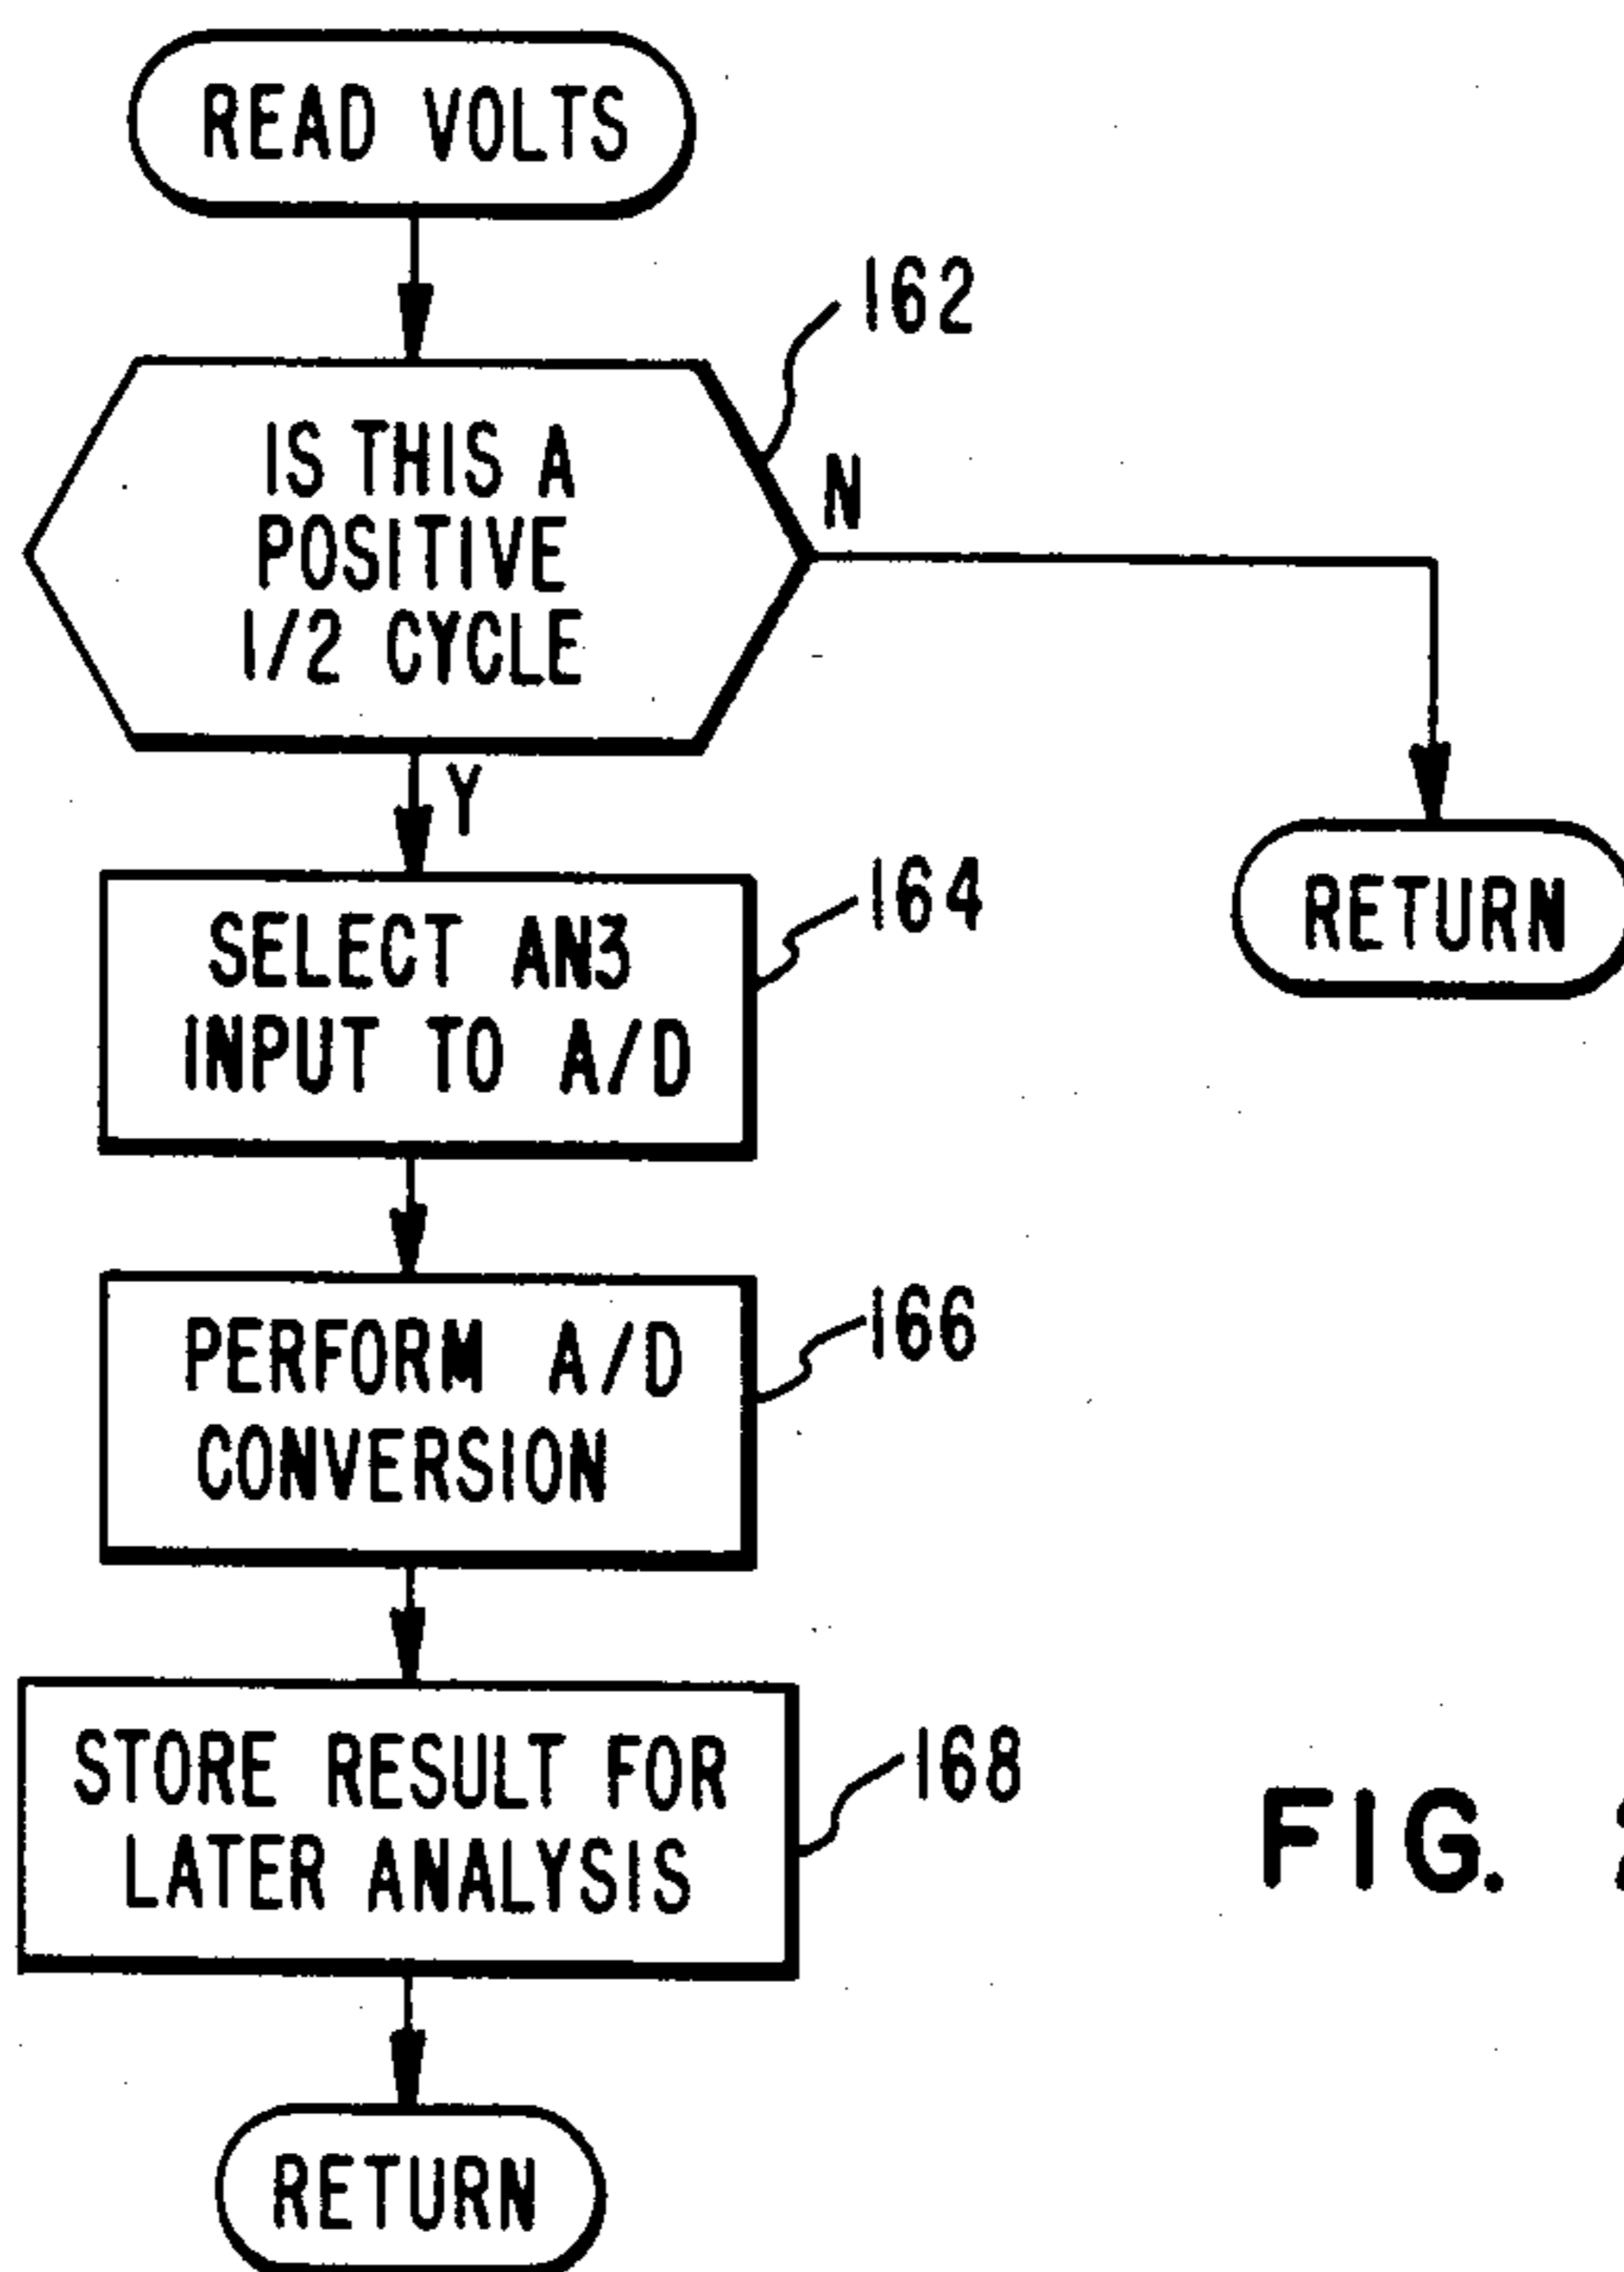 READ VOLTS
162
IS THIS A
POSITIVE
1/2 CYCLE
N
Y
164
SELECT AN3
INPUT TO A/D
RETURN
166
PERFORM A/D
CONVERSION
168
STORE RESULT FOR
LATER ANALYSIS
FIG.
RETURN